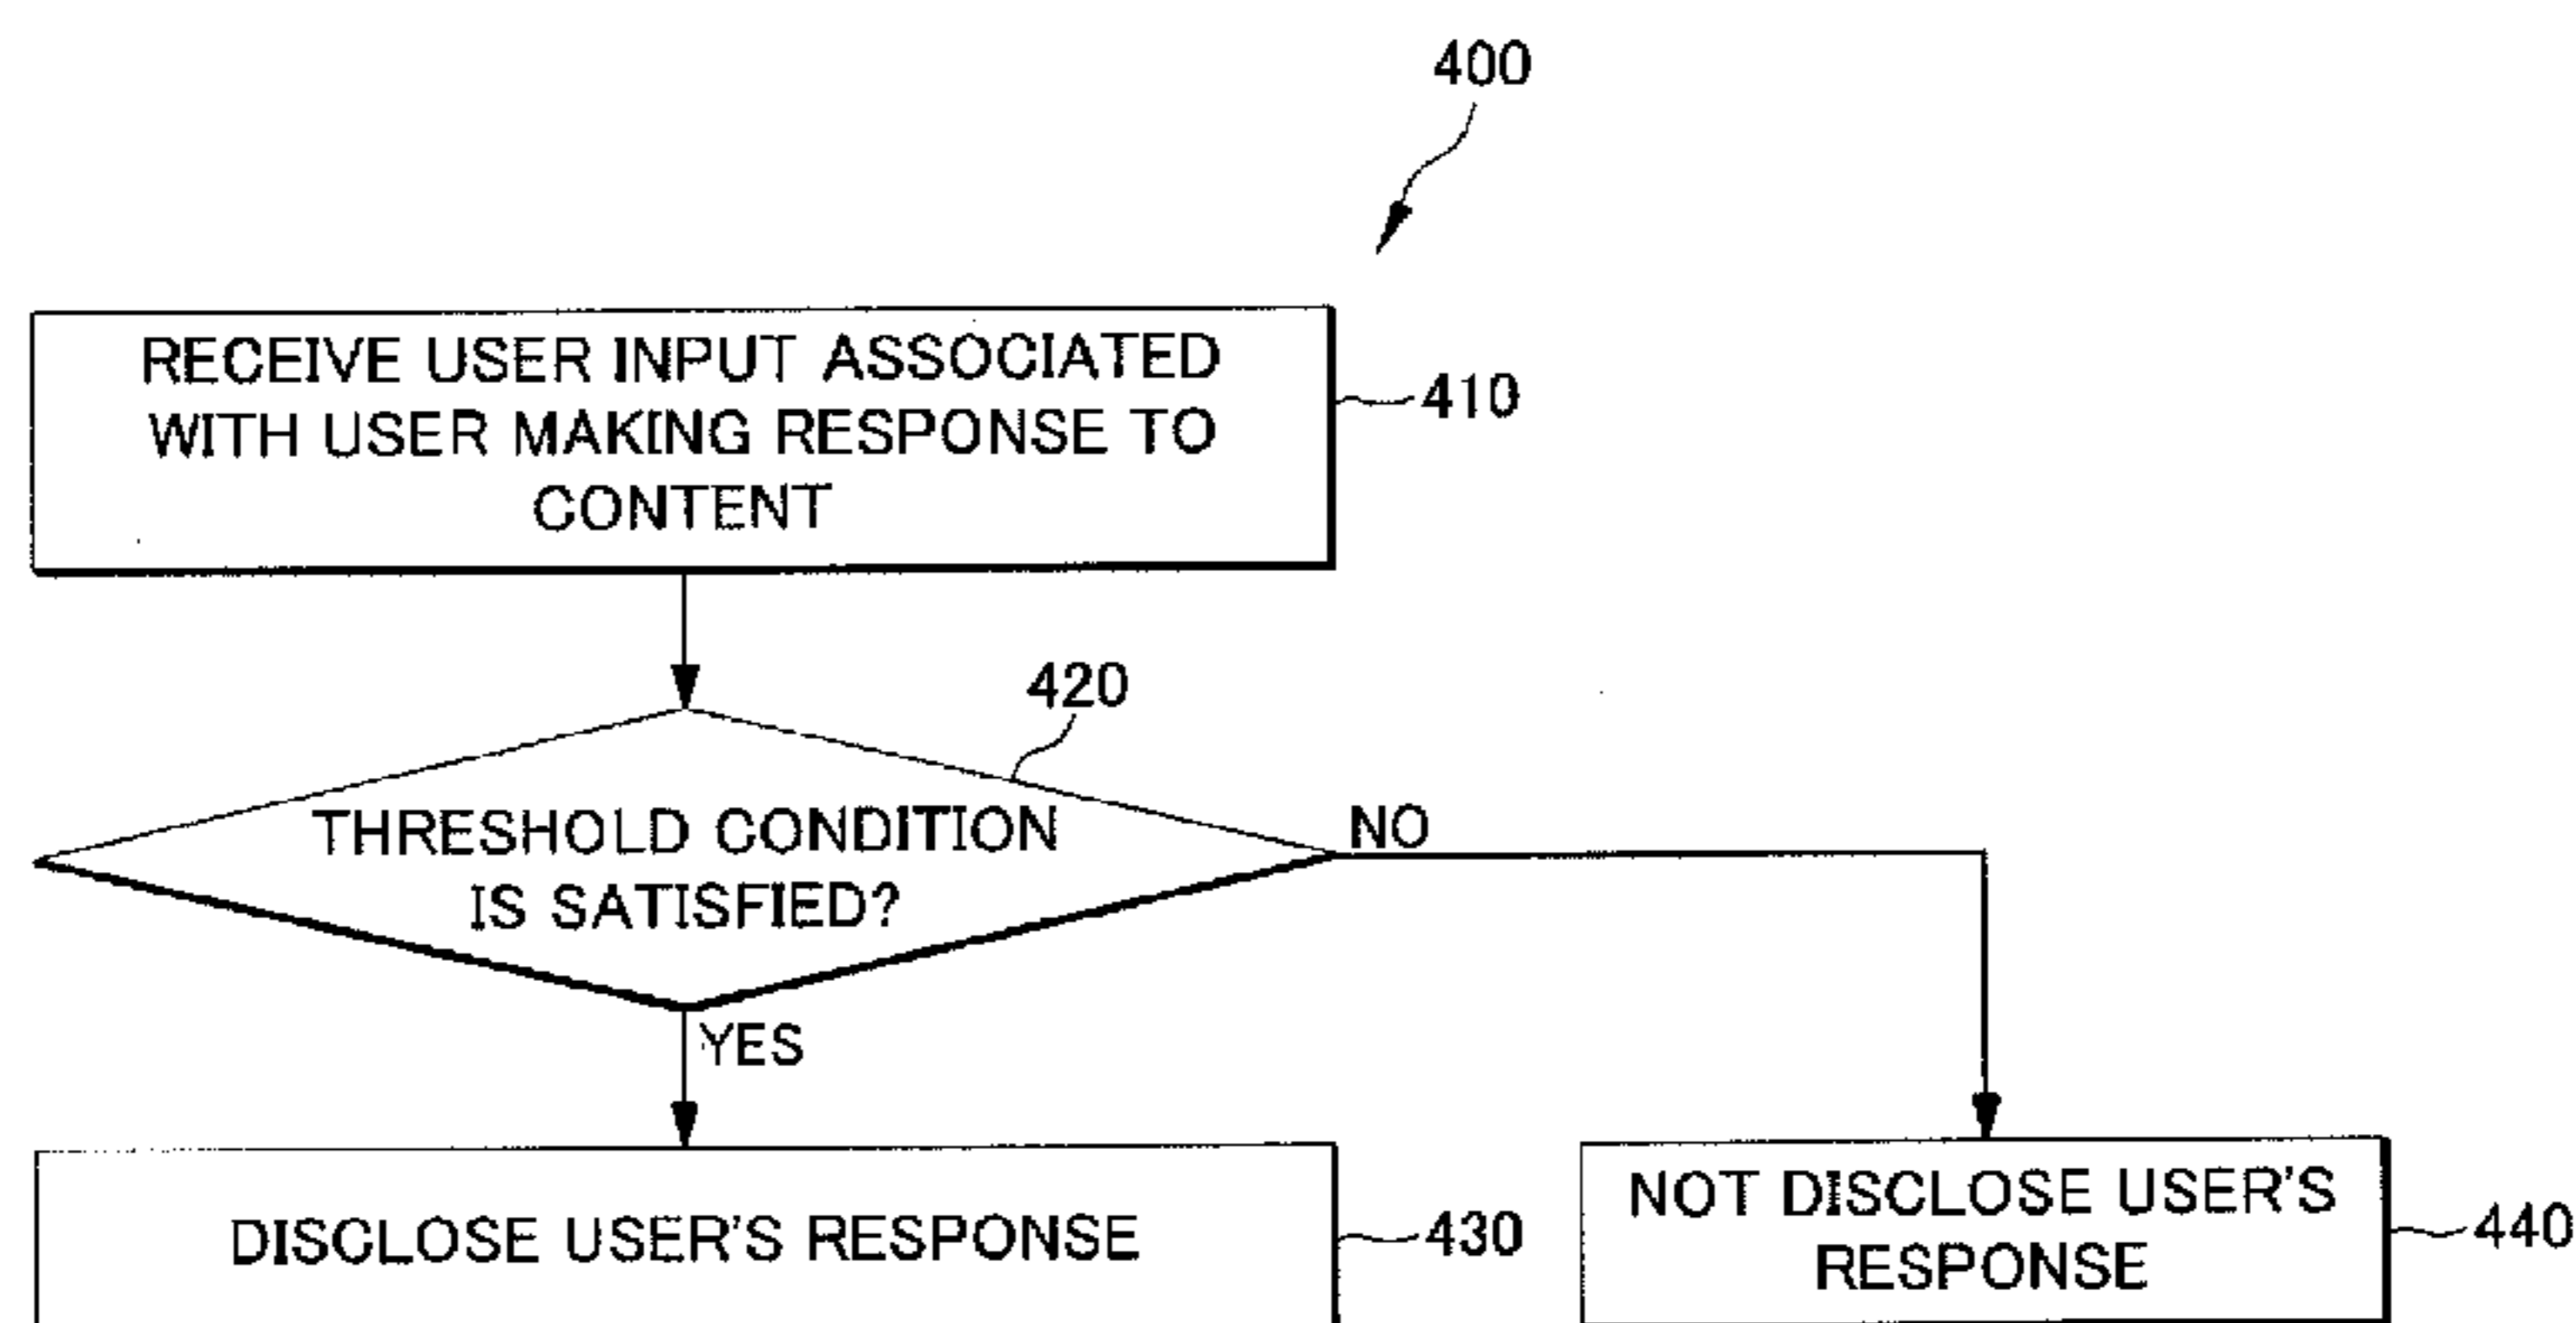 400
RECEIVE USER INPUT ASSOCIATED
WITH USER MAKING RESPONSE TO
CONTENT
410
420
THRESHOLD CONDITION
IS SATISFIED?
NO
YES
DISCLOSE USER'S RESPONSE
430
NOT DISCLOSE USER'S
RESPONSE
440